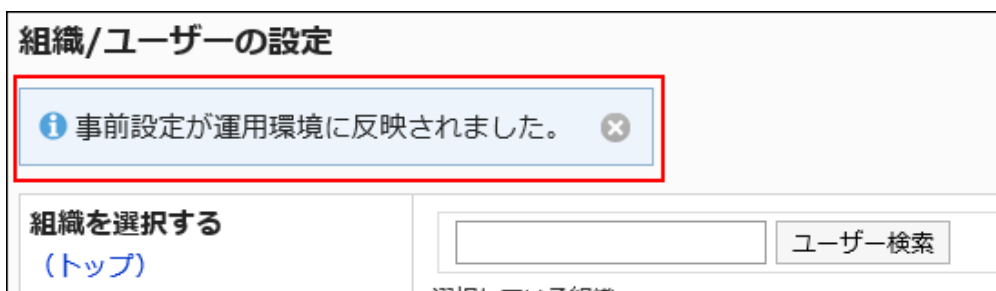 組織/ユーザーの設定
事前設定が運用環境に反映されました。
組織を選択する
(トップ)
ユーザー検索